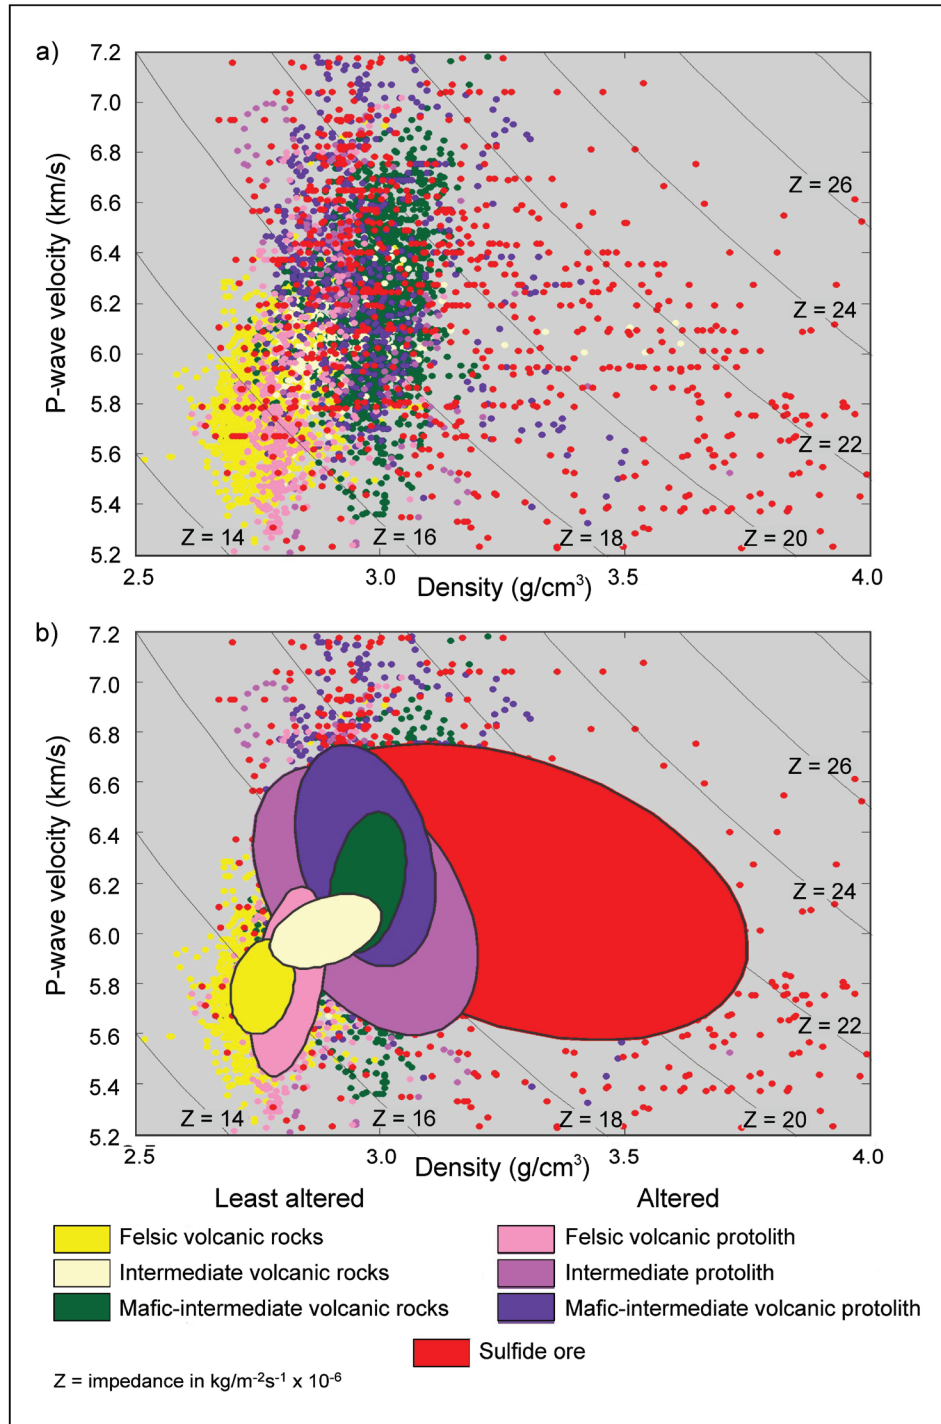 a)
7.2
7.0
6.8
6.6
6.4
6.2
6.0
5.8
5.6
5.4
5.2
P-wave velocity (km/s)
Z = 26
Z = 24
Z = 22
Z = 14
Z = 16
Z = 18
Z = 20
2.5
3.0
3.5
4.0
Density (g/cm³)
b)
7.2
7.0
6.8
6.6
6.4
6.2
6.0
5.8
5.6
5.4
5.2
P-wave velocity (km/s)
Z = 26
Z = 24
Z = 22
Z = 14
Z = 16
Z = 18
Z = 20
2.5
3.0
3.5
4.0
Density (g/cm³)
Least altered
Altered
Felsic volcanic rocks
Felsic volcanic protolith
Intermediate volcanic rocks
Intermediate protolith
Mafic-intermediate volcanic rocks
Mafic-intermediate volcanic protolith
Sulfide ore
Z = impedance in kg/m⁻²s⁻¹ x 10⁻⁶